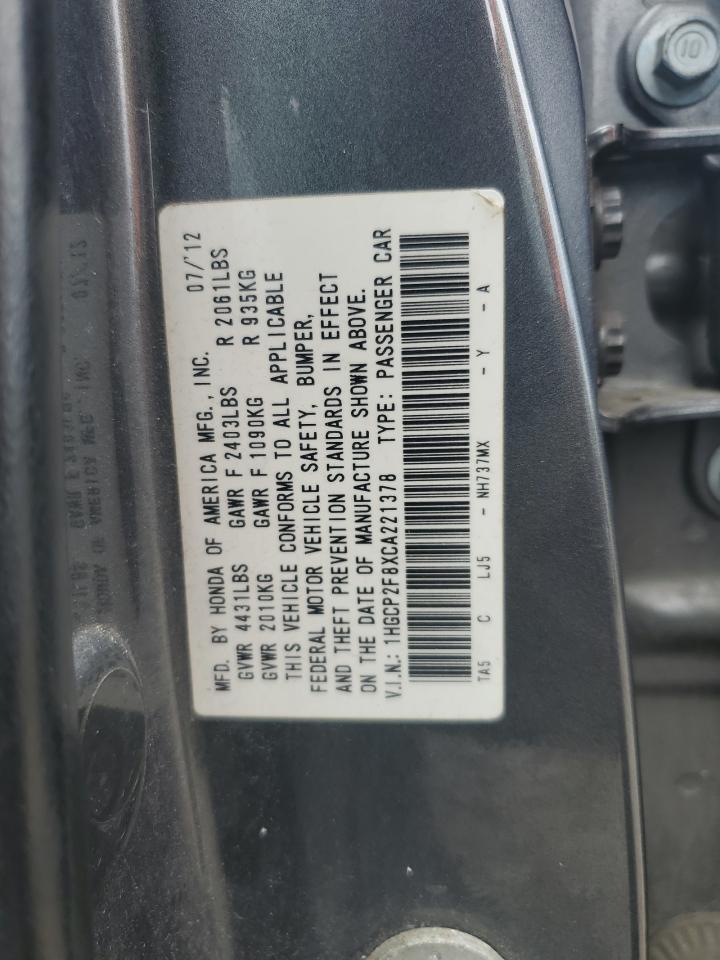 MFD. BY HONDA OF AMERICA MFG., INC. 07/'12
GVWR 4431LBS GAWR F 2403LBS R 2061LBS
GVWR 2010KG GAWR F 1090KG R 935KG
THIS VEHICLE CONFORMS TO ALL APPLICABLE
FEDERAL MOTOR VEHICLE SAFETY, BUMPER,
AND THEFT PREVENTION STANDARDS IN EFFECT
ON THE DATE OF MANUFACTURE SHOWN ABOVE.
V.I.N.: 1HGCP2F8XCA221378 TYPE: PASSENGER CAR
TA5 C LJ5 - NH737MX - Y - A
10